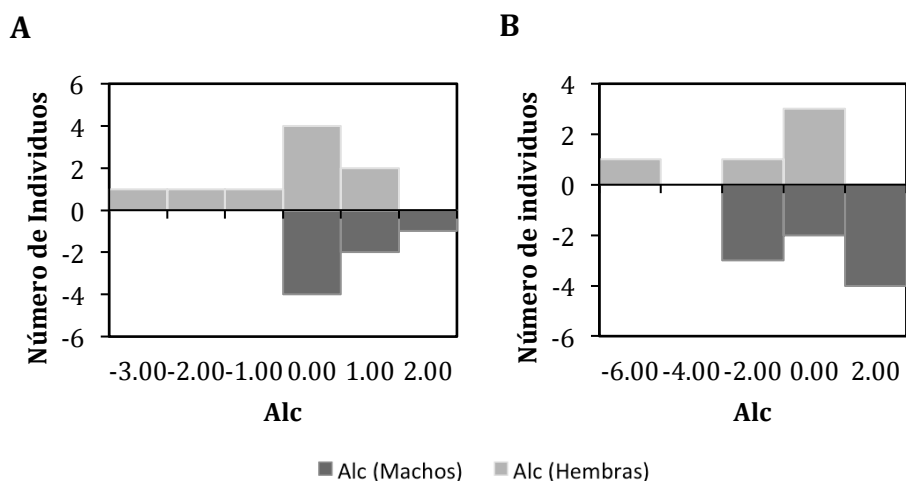 A
Número de Individuos
6
4
2
0
-2
-4
-6
-3.00 -2.00 -1.00 0.00 1.00 2.00
Alc
B
Número de individuos
4
2
0
-2
-4
-6
-6.00 -4.00 -2.00 0.00 2.00
Alc
Alc (Machos) Alc (Hembras)